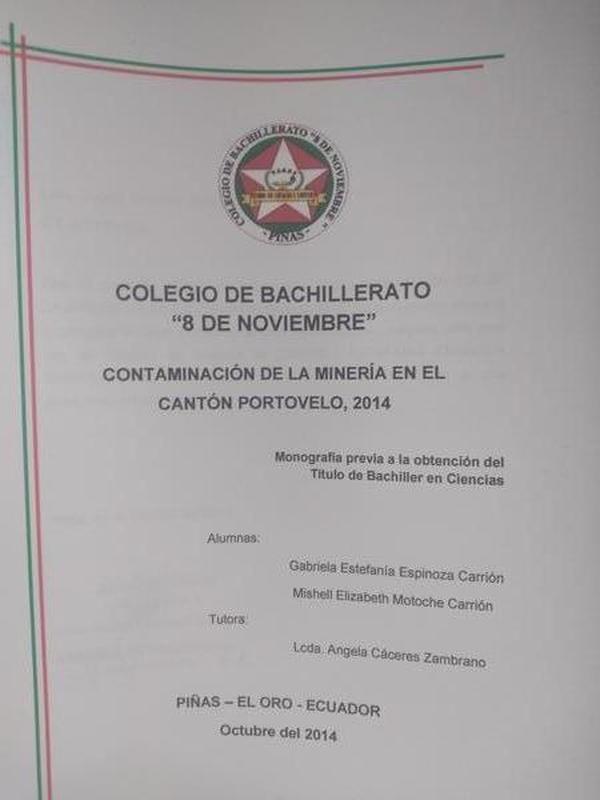 COLEGIO DE BACHILLERATO "8 DE NOVIEMBRE"
- PIÑAS -
COLEGIO DE BACHILLERATO
"8 DE NOVIEMBRE"
CONTAMINACIÓN DE LA MINERÍA EN EL
CANTÓN PORTOVELO, 2014
Monografia previa a la obtención del
Titulo de Bachiller en Ciencias
Alumnas:
Gabriela Estefanía Espinoza Carrión
Mishell Elizabeth Motoche Carrión
Tutora:
Lcda. Angela Cáceres Zambrano
PIÑAS – EL ORO - ECUADOR
Octubre del 2014